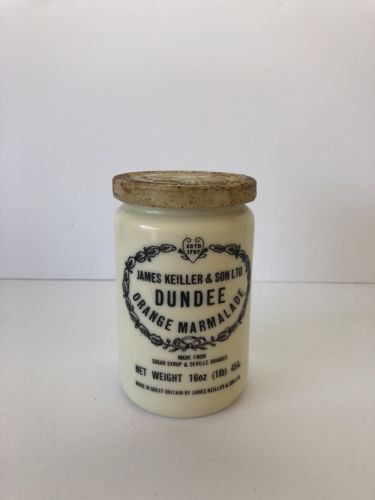 ESTD
1797
JAMES KEILLER & SON LTD.
DUNDEE
ORANGE MARMALADE
MADE FROM
SUGAR SYRUP & SEVILLE ORANGES
NET WEIGHT 16oz (1lb) 454g
MADE IN GREAT BRITAIN BY JAMES KEILLER & SON LTD.